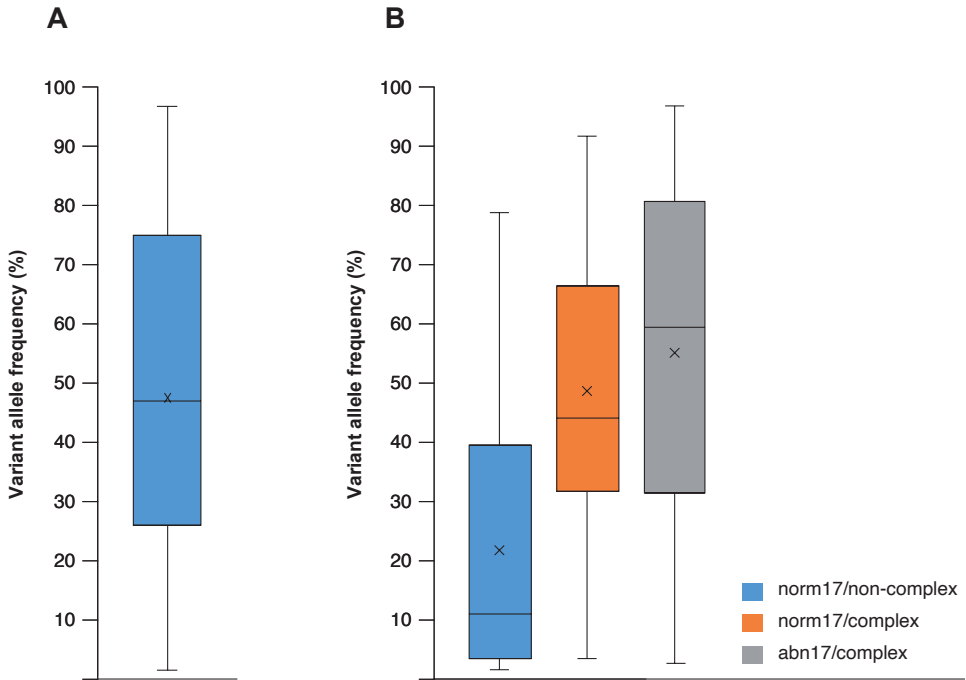 A
B
Variant allele frequency (%)
100
90
80
70
60
50
40
30
20
10
Variant allele frequency (%)
100
90
80
70
60
50
40
30
20
10
norm17/non-complex
norm17/complex
abn17/complex